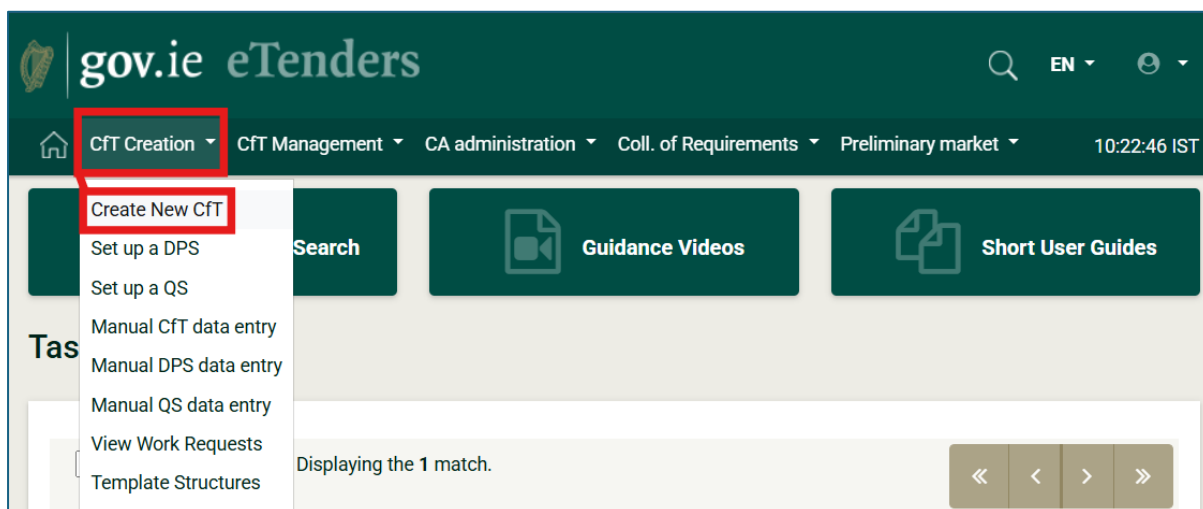 gov.ie eTenders
EN
CfT Creation CfT Management CA administration Coll. of Requirements Preliminary market 10:22:46 IST
Create New CfT
Set up a DPS
Set up a QS
Manual CfT data entry
Manual DPS data entry
Manual QS data entry
View Work Requests
Template Structures
Search
Guidance Videos
Short User Guides
Tas
Displaying the 1 match.